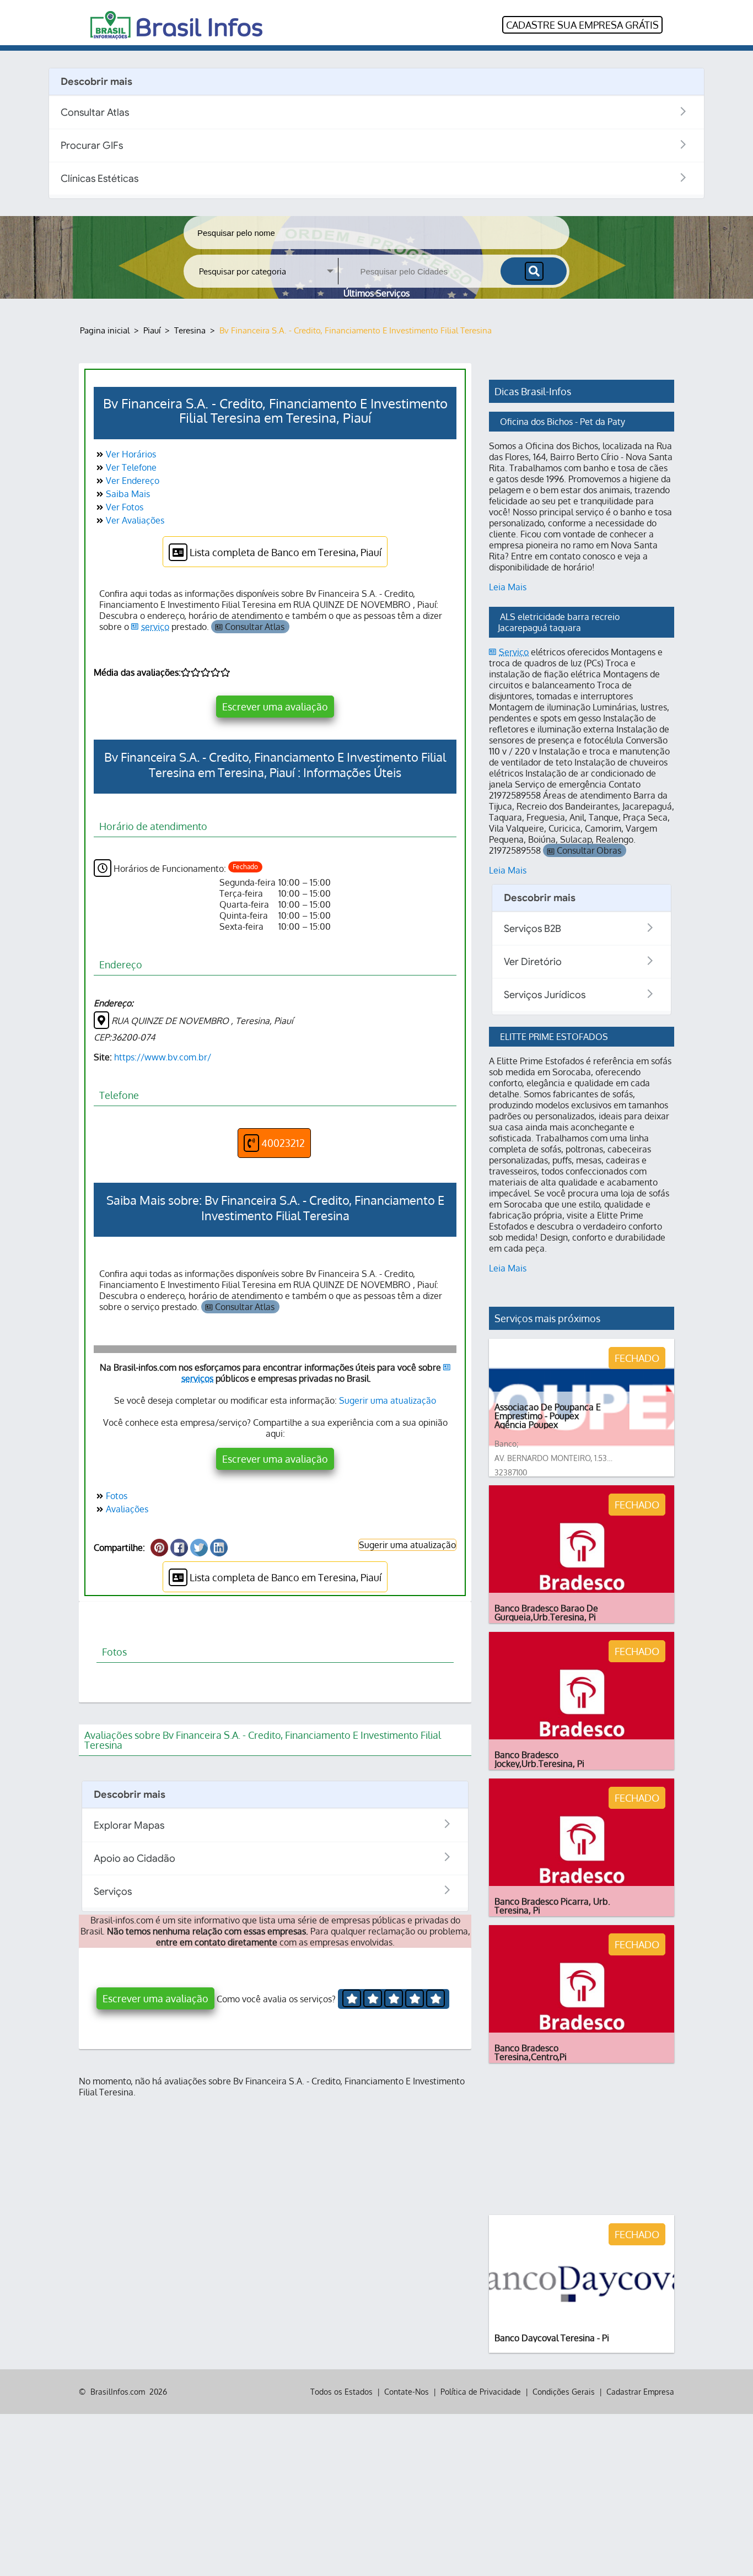 BRASIL
INFORMAÇÕES
Brasil Infos
CADASTRE SUA EMPRESA GRÁTIS
Descobrir mais
Consultar Atlas
Procurar GIFs
Clínicas Estéticas
ORDEM E PROGRESSO
Pesquisar pelo nome
Pesquisar por categoria
Pesquisar pelo Cidades
Últimos Serviços
Pagina inicial > Piauí > Teresina > Bv Financeira S.A. - Credito, Financiamento E Investimento Filial Teresina
Bv Financeira S.A. - Credito, Financiamento E Investimento
Filial Teresina em Teresina, Piauí
» Ver Horários
» Ver Telefone
» Ver Endereço
» Saiba Mais
» Ver Fotos
» Ver Avaliações
Lista completa de Banco em Teresina, Piauí
Confira aqui todas as informações disponíveis sobre Bv Financeira S.A. - Credito,
Financiamento E Investimento Filial Teresina em RUA QUINZE DE NOVEMBRO , Piauí:
Descubra o endereço, horário de atendimento e também o que as pessoas têm a dizer
sobre o serviço prestado. Consultar Atlas
Média das avaliações:
Escrever uma avaliação
Bv Financeira S.A. - Credito, Financiamento E Investimento Filial
Teresina em Teresina, Piauí : Informações Úteis
Horário de atendimento
Horários de Funcionamento: Fechado
Segunda-feira 10:00 – 15:00
Terça-feira 10:00 – 15:00
Quarta-feira 10:00 – 15:00
Quinta-feira 10:00 – 15:00
Sexta-feira 10:00 – 15:00
Endereço
Endereço:
RUA QUINZE DE NOVEMBRO , Teresina, Piauí
CEP:36200-074
Site: https://www.bv.com.br/
Telefone
40023212
Saiba Mais sobre: Bv Financeira S.A. - Credito, Financiamento E
Investimento Filial Teresina
Confira aqui todas as informações disponíveis sobre Bv Financeira S.A. - Credito,
Financiamento E Investimento Filial Teresina em RUA QUINZE DE NOVEMBRO , Piauí:
Descubra o endereço, horário de atendimento e também o que as pessoas têm a dizer
sobre o serviço prestado. Consultar Atlas
Na Brasil-infos.com nos esforçamos para encontrar informações úteis para você sobre
serviços públicos e empresas privadas no Brasil.
Se você deseja completar ou modificar esta informação: Sugerir uma atualização
Você conhece esta empresa/serviço? Compartilhe a sua experiência com a sua opinião
aqui:
Escrever uma avaliação
» Fotos
» Avaliações
Compartilhe:
Sugerir uma atualização
Lista completa de Banco em Teresina, Piauí
Fotos
Avaliações sobre Bv Financeira S.A. - Credito, Financiamento E Investimento Filial
Teresina
Descobrir mais
Explorar Mapas
Apoio ao Cidadão
Serviços
Brasil-infos.com é um site informativo que lista uma série de empresas públicas e privadas do
Brasil. Não temos nenhuma relação com essas empresas. Para qualquer reclamação ou problema,
entre em contato diretamente com as empresas envolvidas.
Escrever uma avaliação Como você avalia os serviços?
No momento, não há avaliações sobre Bv Financeira S.A. - Credito, Financiamento E Investimento
Filial Teresina.
Dicas Brasil-Infos
Oficina dos Bichos - Pet da Paty
Somos a Oficina dos Bichos, localizada na Rua
das Flores, 164, Bairro Berto Círio - Nova Santa
Rita. Trabalhamos com banho e tosa de cães
e gatos desde 1996. Promovemos a higiene da
pelagem e o bem estar dos animais, trazendo
felicidade ao seu pet e tranquilidade para
você! Nosso principal serviço é o banho e tosa
personalizado, conforme a necessidade do
cliente. Ficou com vontade de conhecer a
empresa pioneira no ramo em Nova Santa
Rita? Entre em contato conosco e veja a
disponibilidade de horário!
Leia Mais
ALS eletricidade barra recreio
Jacarepaguá taquara
Serviço elétricos oferecidos Montagens e
troca de quadros de luz (PCs) Troca e
instalação de fiação elétrica Montagens de
circuitos e balanceamento Troca de
disjuntores, tomadas e interruptores
Montagem de iluminação Luminárias, lustres,
pendentes e spots em gesso Instalação de
refletores e iluminação externa Instalação de
sensores de presença e fotocélula Conversão
110 v / 220 v Instalação e troca e manutenção
de ventilador de teto Instalação de chuveiros
elétricos Instalação de ar condicionado de
janela Serviço de emergência Contato
21972589558 Áreas de atendimento Barra da
Tijuca, Recreio dos Bandeirantes, Jacarepaguá,
Taquara, Freguesia, Anil, Tanque, Praça Seca,
Vila Valqueire, Curicica, Camorim, Vargem
Pequena, Boiúna, Sulacap, Realengo.
21972589558 Consultar Obras
Leia Mais
Descobrir mais
Serviços B2B
Ver Diretório
Serviços Jurídicos
ELITTE PRIME ESTOFADOS
A Elitte Prime Estofados é referência em sofás
sob medida em Sorocaba, oferecendo
conforto, elegância e qualidade em cada
detalhe. Somos fabricantes de sofás,
produzindo modelos exclusivos em tamanhos
padrões ou personalizados, ideais para deixar
sua casa ainda mais aconchegante e
sofisticada. Trabalhamos com uma linha
completa de sofás, poltronas, cabeceiras
personalizadas, puffs, mesas, cadeiras e
travesseiros, todos confeccionados com
materiais de alta qualidade e acabamento
impecável. Se você procura uma loja de sofás
em Sorocaba que une estilo, qualidade e
fabricação própria, visite a Elitte Prime
Estofados e descubra o verdadeiro conforto
sob medida! Design, conforto e durabilidade
em cada peça.
Leia Mais
Serviços mais próximos
FECHADO
OUPEX
Associacao De Poupanca E
Emprestimo - Poupex
Agência Poupex
Banco,
AV. BERNARDO MONTEIRO, 1.53...
32387100
FECHADO
Bradesco
Banco Bradesco Barao De
Gurgueia,Urb.Teresina, Pi
FECHADO
Bradesco
Banco Bradesco
Jockey,Urb.Teresina, Pi
FECHADO
Bradesco
Banco Bradesco Picarra, Urb.
Teresina, Pi
FECHADO
Bradesco
Banco Bradesco
Teresina,Centro,Pi
FECHADO
ancoDaycova
Banco Daycoval Teresina - Pi
© BrasilInfos.com 2026
Todos os Estados | Contate-Nos | Política de Privacidade | Condições Gerais | Cadastrar Empresa